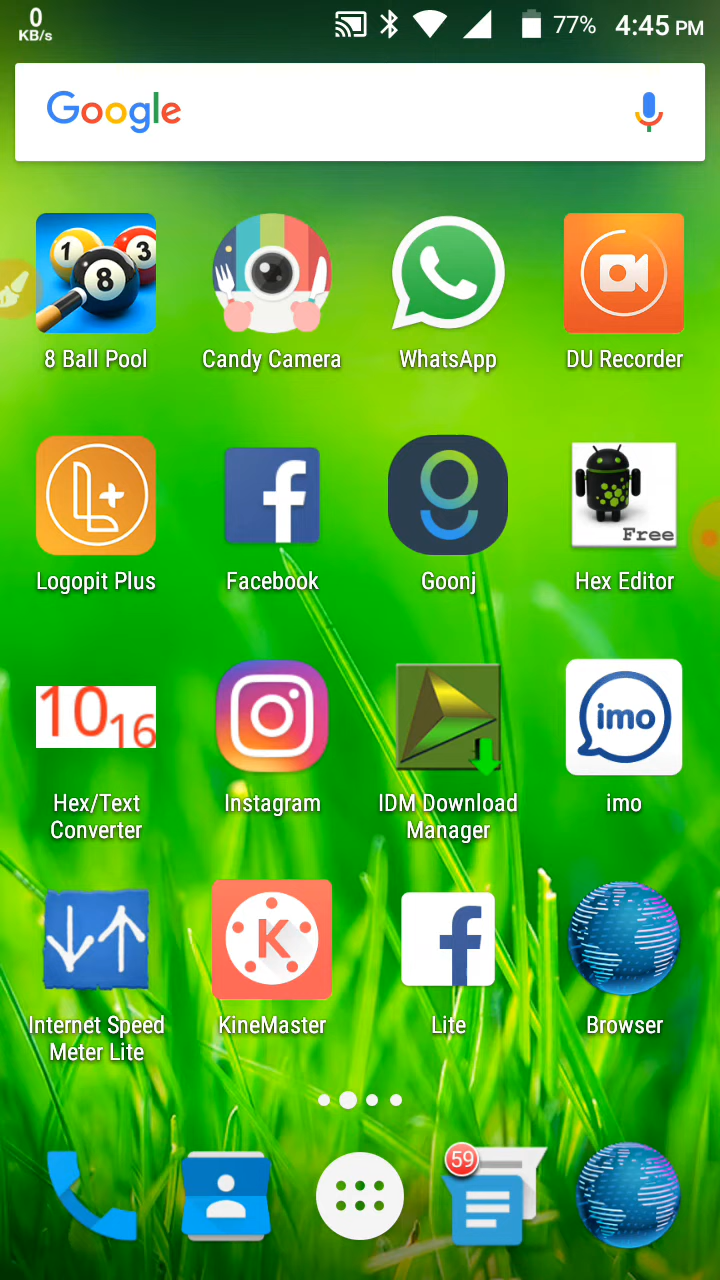 0
KB/s
77%
4:45 PM
Google
1
3
8
8 Ball Pool
Candy Camera
WhatsApp
DU Recorder
L+
Free
Logopit Plus
Facebook
Goonj
Hex Editor
10 16
imo
Hex/Text
Converter
Instagram
IDM Download
Manager
imo
K
Internet Speed
Meter Lite
KineMaster
Lite
Browser
59